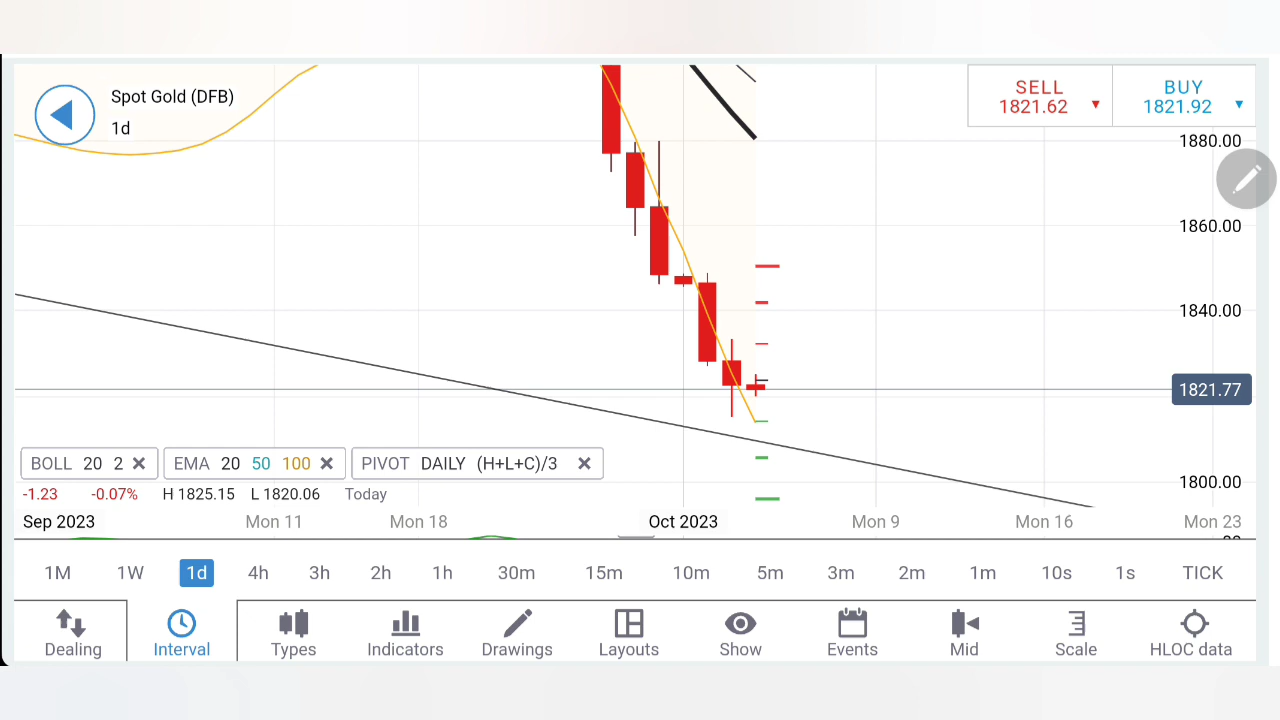 Spot Gold (DFB)
1d
SELL
1821.62
BUY
1821.92
1880.00
1860.00
1840.00
1821.77
1800.00
BOLL 20 2
EMA 20 50 100
PIVOT DAILY (H+L+C)/3
-1.23 -0.07% H 1825.15 L 1820.06 Today
Sep 2023 Mon 11 Mon 18 Oct 2023 Mon 9 Mon 16 Mon 23
1M 1W 1d 4h 3h 2h 1h 30m 15m 10m 5m 3m 2m 1m 10s 1s TICK
Dealing Interval Types Indicators Drawings Layouts Show Events Mid Scale HLOC data